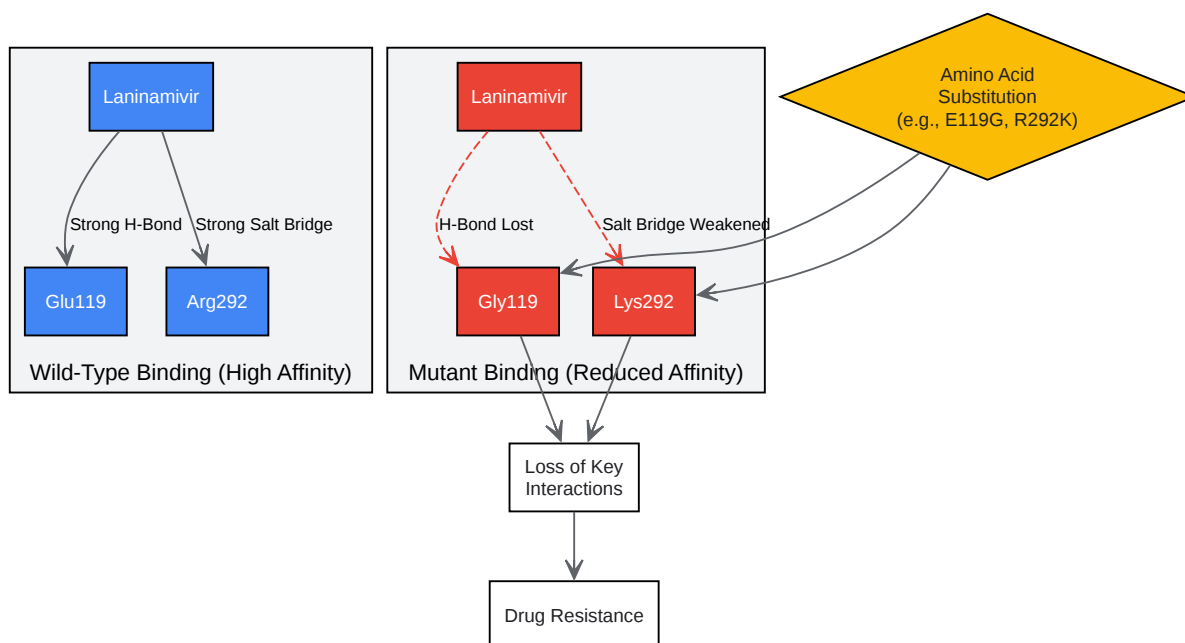 Laninamivir
Strong H-Bond
Strong Salt Bridge
Glu119
Arg292
Wild-Type Binding (High Affinity)
Laninamivir
H-Bond Lost
Salt Bridge Weakened
Gly119
Lys292
Mutant Binding (Reduced Affinity)
Amino Acid
Substitution
(e.g., E119G, R292K)
Loss of Key
Interactions
Drug Resistance